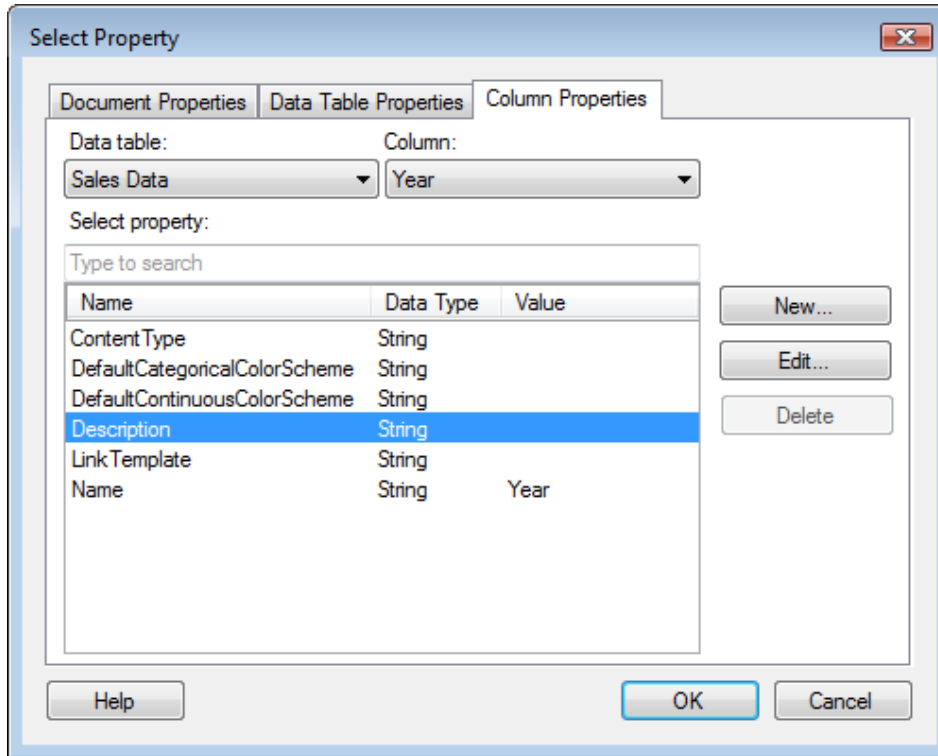 Select Property
Document Properties Data Table Properties Column Properties
Data table: Column:
Sales Data Year
Select property:
Type to search
Name Data Type Value
ContentType String
DefaultCategoricalColorScheme String
DefaultContinuousColorScheme String
Description String
LinkTemplate String
Name String Year
New...
Edit...
Delete
Help OK Cancel